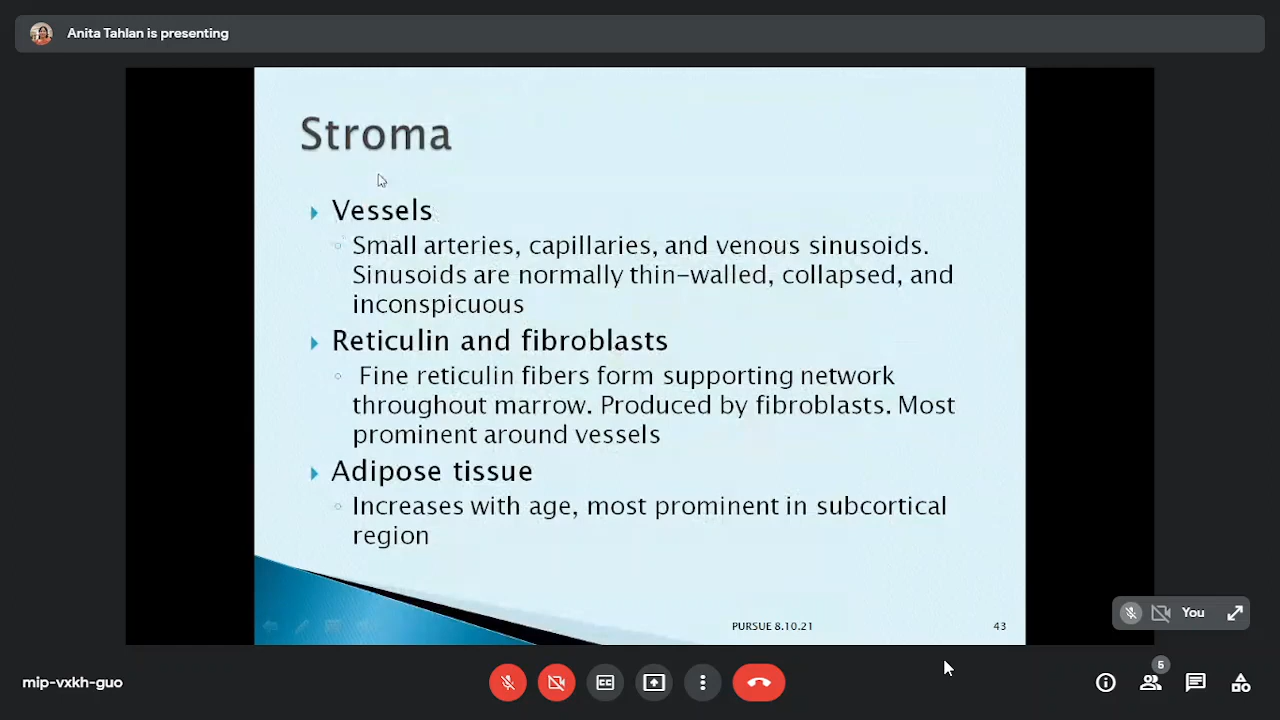 Anita Tahlan is presenting
Stroma
Vessels
Small arteries, capillaries, and venous sinusoids.
Sinusoids are normally thin-walled, collapsed, and
inconspicuous
Reticulin and fibroblasts
Fine reticulin fibers form supporting network
throughout marrow. Produced by fibroblasts. Most
prominent around vessels
Adipose tissue
Increases with age, most prominent in subcortical
region
PURSUE 8.10.21
43
You
mip-vxkh-guo
CC
5